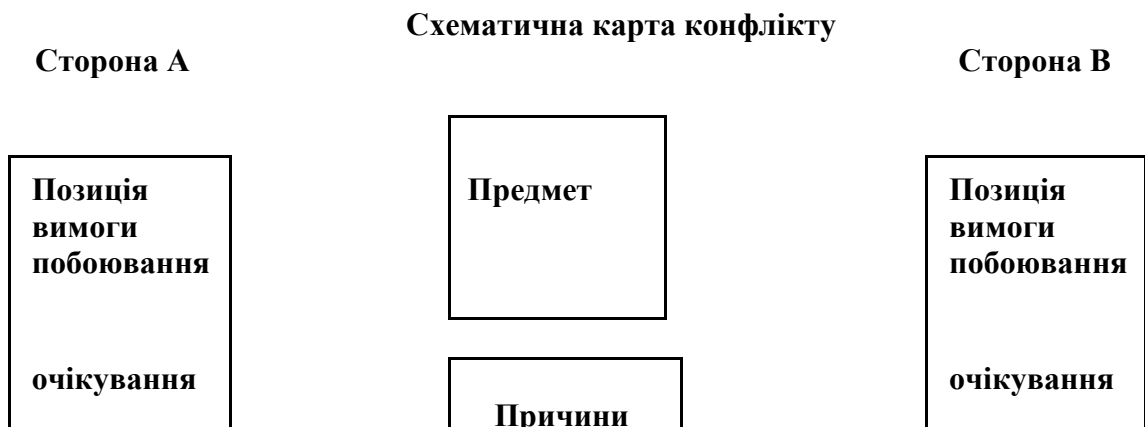 Схематична карта конфлікту
Сторона А
Сторона В
Позиція
вимоги
побоювання
очікування
Предмет
Причини
Позиція
вимоги
побоювання
очікування